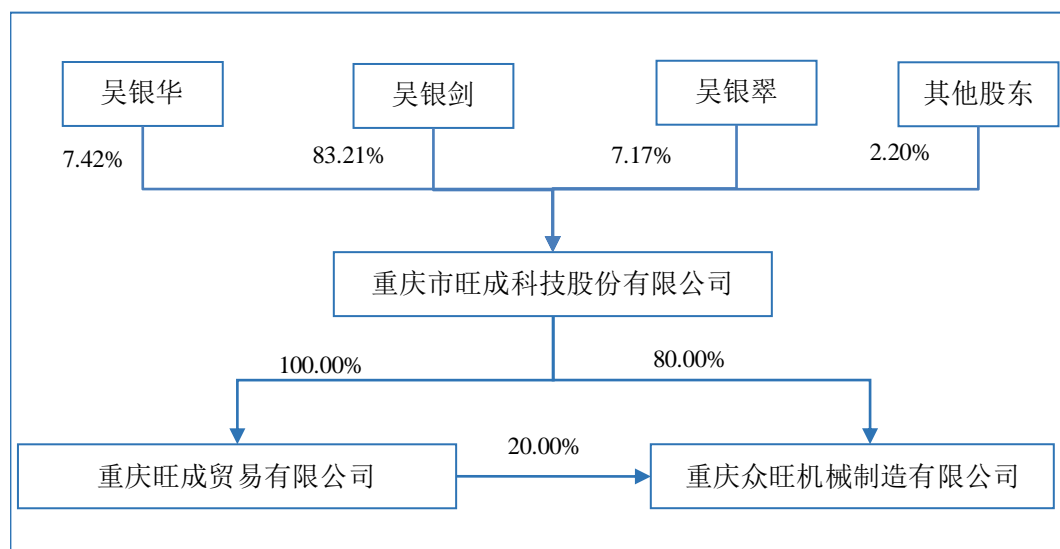 吴银华
吴银剑
吴银翠
其他股东
7.42%
83.21%
7.17%
2.20%
重庆市旺成科技股份有限公司
100.00%
80.00%
重庆旺成贸易有限公司
20.00%
重庆众旺机械制造有限公司